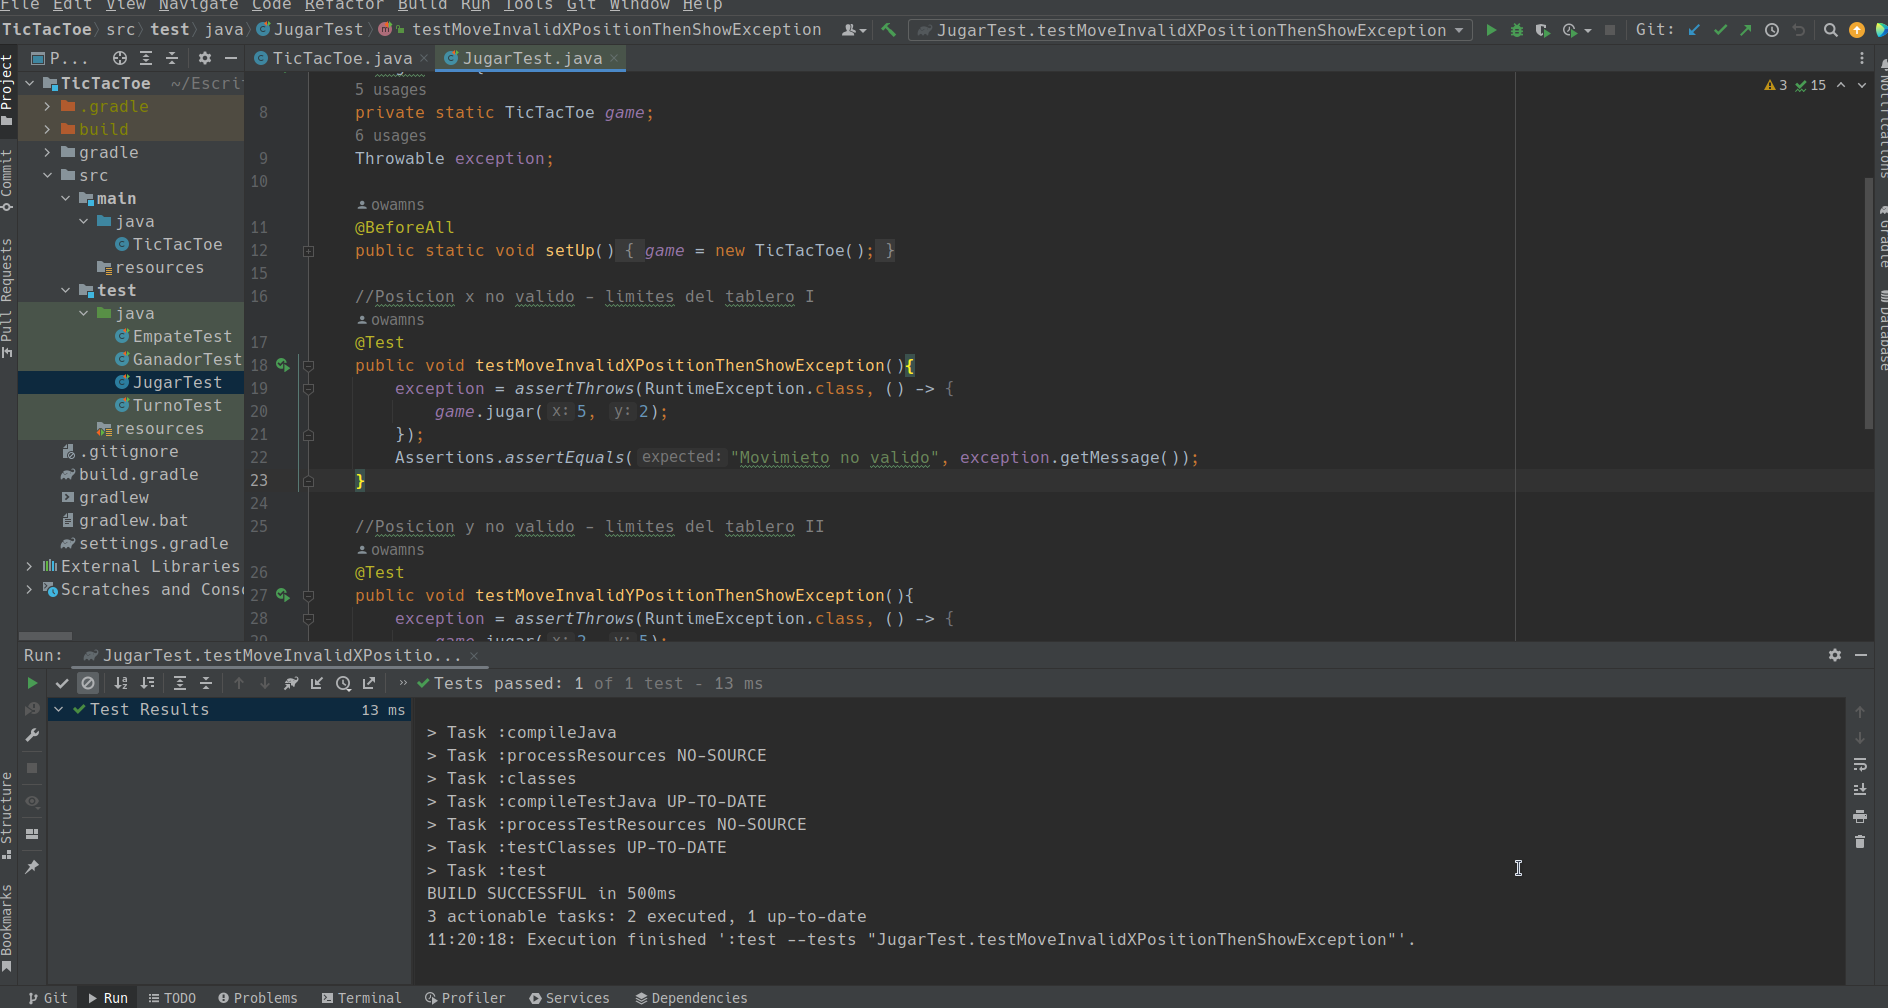 File Edit View Navigate Code Refactor Build Run Tools Git Window Help
TicTacToe src test java JugarTest testMoveInvalidXPositionThenShowException JugarTest.testMoveInvalidXPositionThenShowException Git:
P... TicTacToe.java JugarTest.java
Project
Commit
Pull Requests
Structure
Bookmarks
TicTacToe ~/Escri
.gradle
build
gradle
src
main
java
TicTacToe
resources
test
java
EmpateTest
GanadorTest
JugarTest
TurnoTest
resources
.gitignore
build.gradle
gradlew
gradlew.bat
settings.gradle
External Libraries
Scratches and Conso
3 15
5 usages
8 private static TicTacToe game;
6 usages
9 Throwable exception;
10
owamns
11 @BeforeAll
12 public static void setUp() { game = new TicTacToe(); }
15
16 //Posicion x no valido - limites del tablero I
owamns
17 @Test
18 public void testMoveInvalidXPositionThenShowException(){
19 exception = assertThrows(RuntimeException.class, () -> {
20 game.jugar( x: 5, y: 2);
21 });
22 Assertions.assertEquals( expected: "Movimieto no valido", exception.getMessage());
23 }
24
25 //Posicion y no valido - limites del tablero II
owamns
26 @Test
27 public void testMoveInvalidYPositionThenShowException(){
28 exception = assertThrows(RuntimeException.class, () -> {
29 game.jugar( x: 2, y: 5);
Notifications
Gradle
Database
Run: JugarTest.testMoveInvalidXPositio...
Tests passed: 1 of 1 test - 13 ms
Test Results 13 ms
> Task :compileJava
> Task :processResources NO-SOURCE
> Task :classes
> Task :compileTestJava UP-TO-DATE
> Task :processTestResources NO-SOURCE
> Task :testClasses UP-TO-DATE
> Task :test
BUILD SUCCESSFUL in 500ms
3 actionable tasks: 2 executed, 1 up-to-date
11:20:18: Execution finished ':test --tests "JugarTest.testMoveInvalidXPositionThenShowException"'.
Git Run TODO Problems Terminal Profiler Services Dependencies